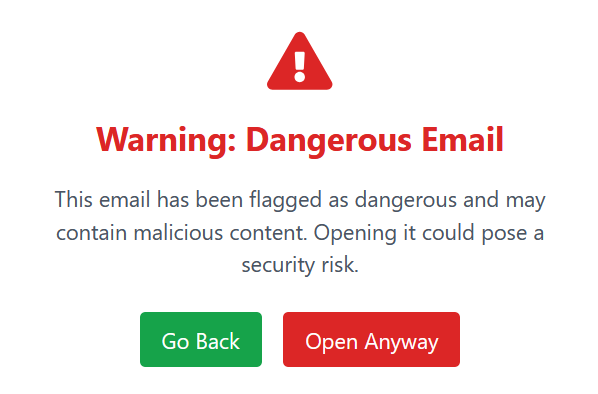 Warning: Dangerous Email
This email has been flagged as dangerous and may
contain malicious content. Opening it could pose a
security risk.
Go Back
Open Anyway